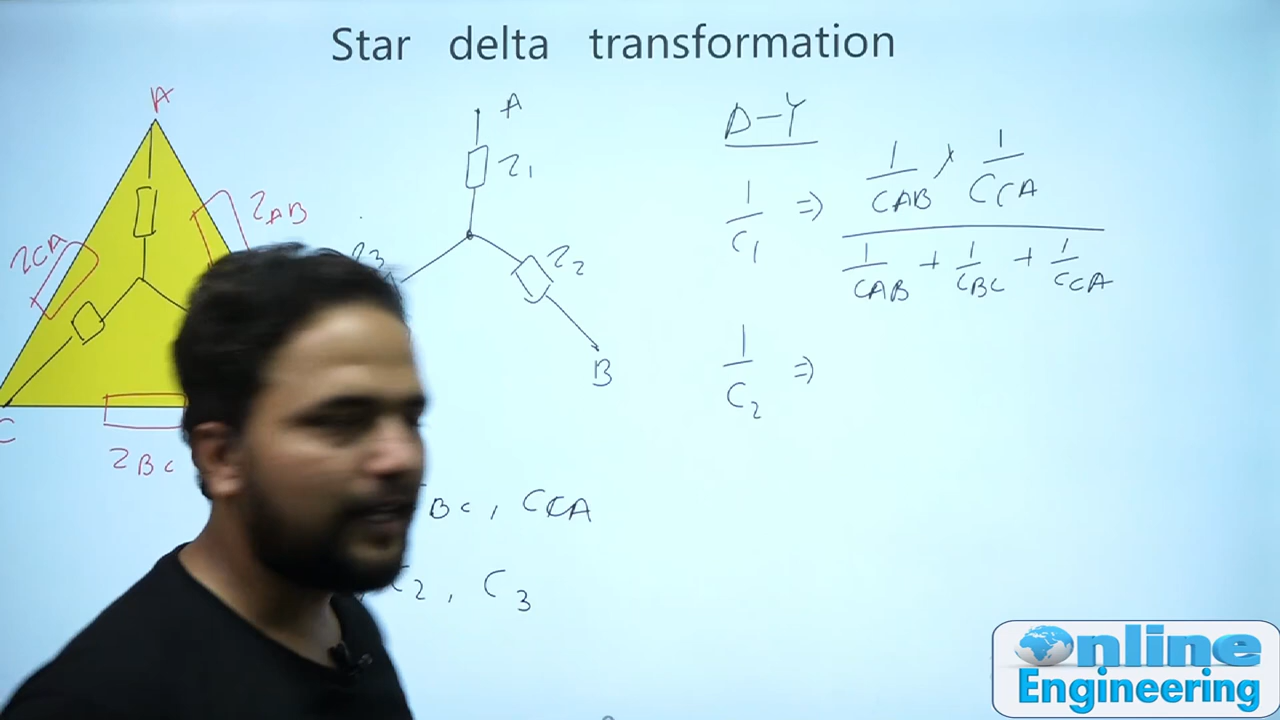 Star delta transformation
A
A
D-Y
Z1
1/CAB × 1/CCA
ZAB
1/C1 ⇒
ZCA
Z3
Z2
1/CAB + 1/CBC + 1/CCA
1/C2 ⇒
B
C
ZBC
BC, CCA
C2, C3
Online
Engineering